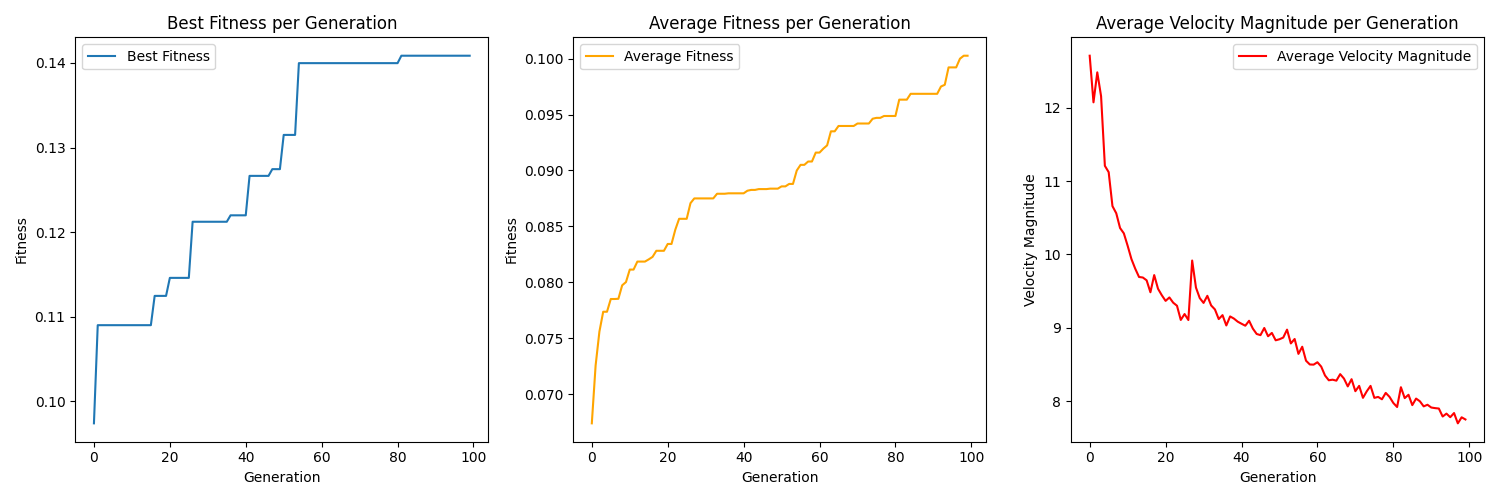 Best Fitness per Generation
Best Fitness
0.14
0.13
0.12
0.11
0.10
Fitness
0 20 40 60 80 100
Generation
Average Fitness per Generation
Average Fitness
0.100
0.095
0.090
0.085
0.080
0.075
0.070
Fitness
0 20 40 60 80 100
Generation
Average Velocity Magnitude per Generation
Average Velocity Magnitude
12
11
10
9
8
Velocity Magnitude
0 20 40 60 80 100
Generation